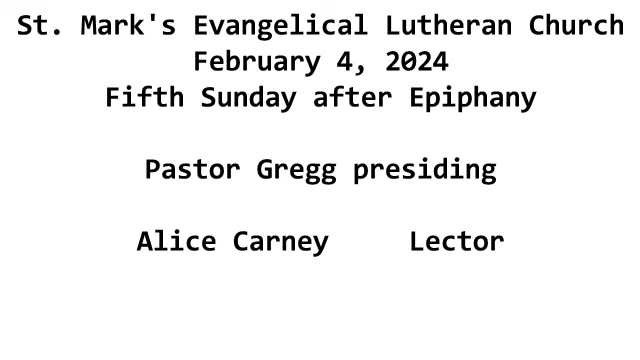 St. Mark's Evangelical Lutheran Church
February 4, 2024
Fifth Sunday after Epiphany
Pastor Gregg presiding
Alice Carney Lector